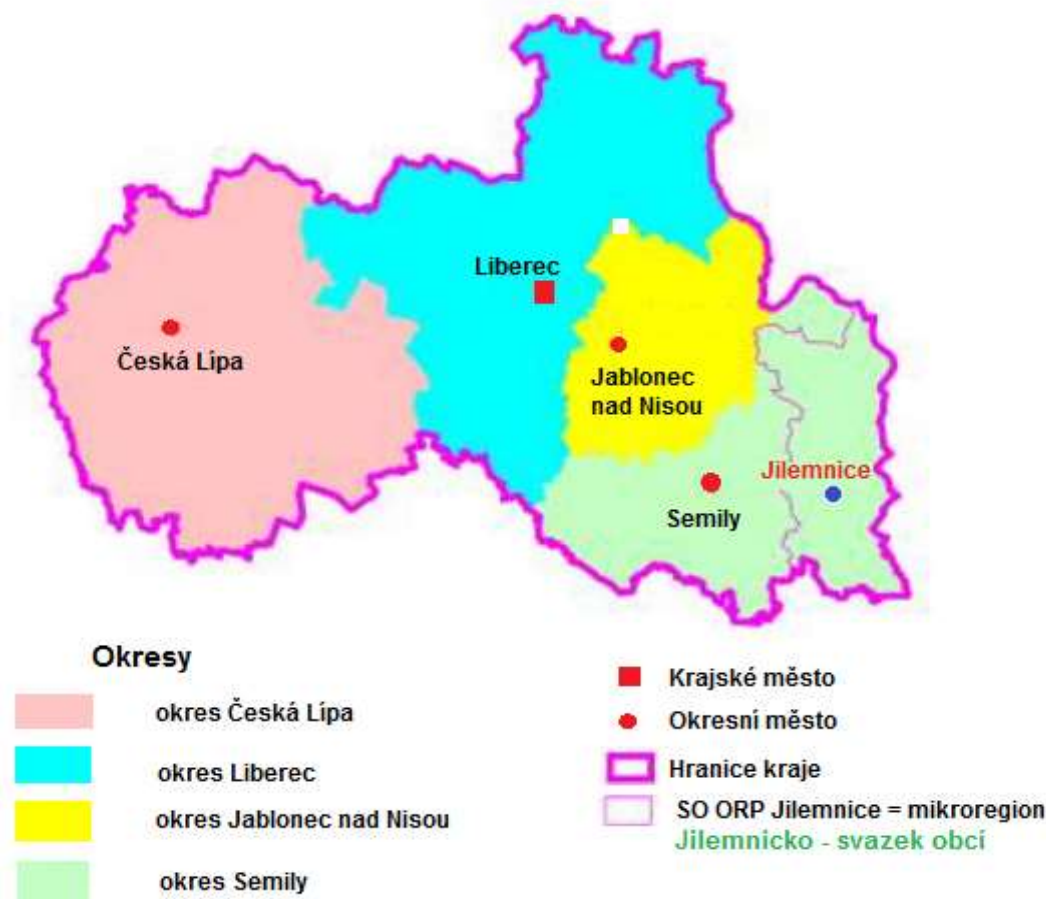 Liberec
Česká Lípa
Jablonec
nad Nisou
Jilemnice
Semily
Okresy
okres Česká Lípa
okres Liberec
okres Jablonec nad Nisou
okres Semily
Krajské město
Okresní město
Hranice kraje
SO ORP Jilemnice = mikroregion
Jilemnicko - svazek obcí